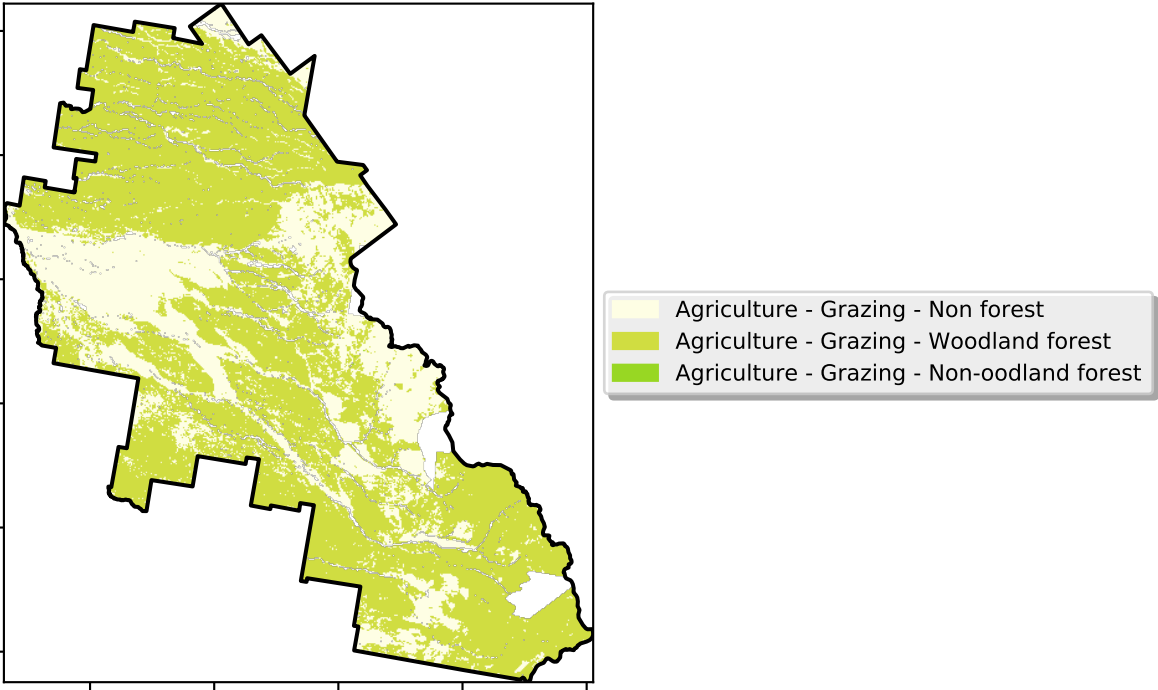 Agriculture - Grazing - Non forest
Agriculture - Grazing - Woodland forest
Agriculture - Grazing - Non-oodland forest